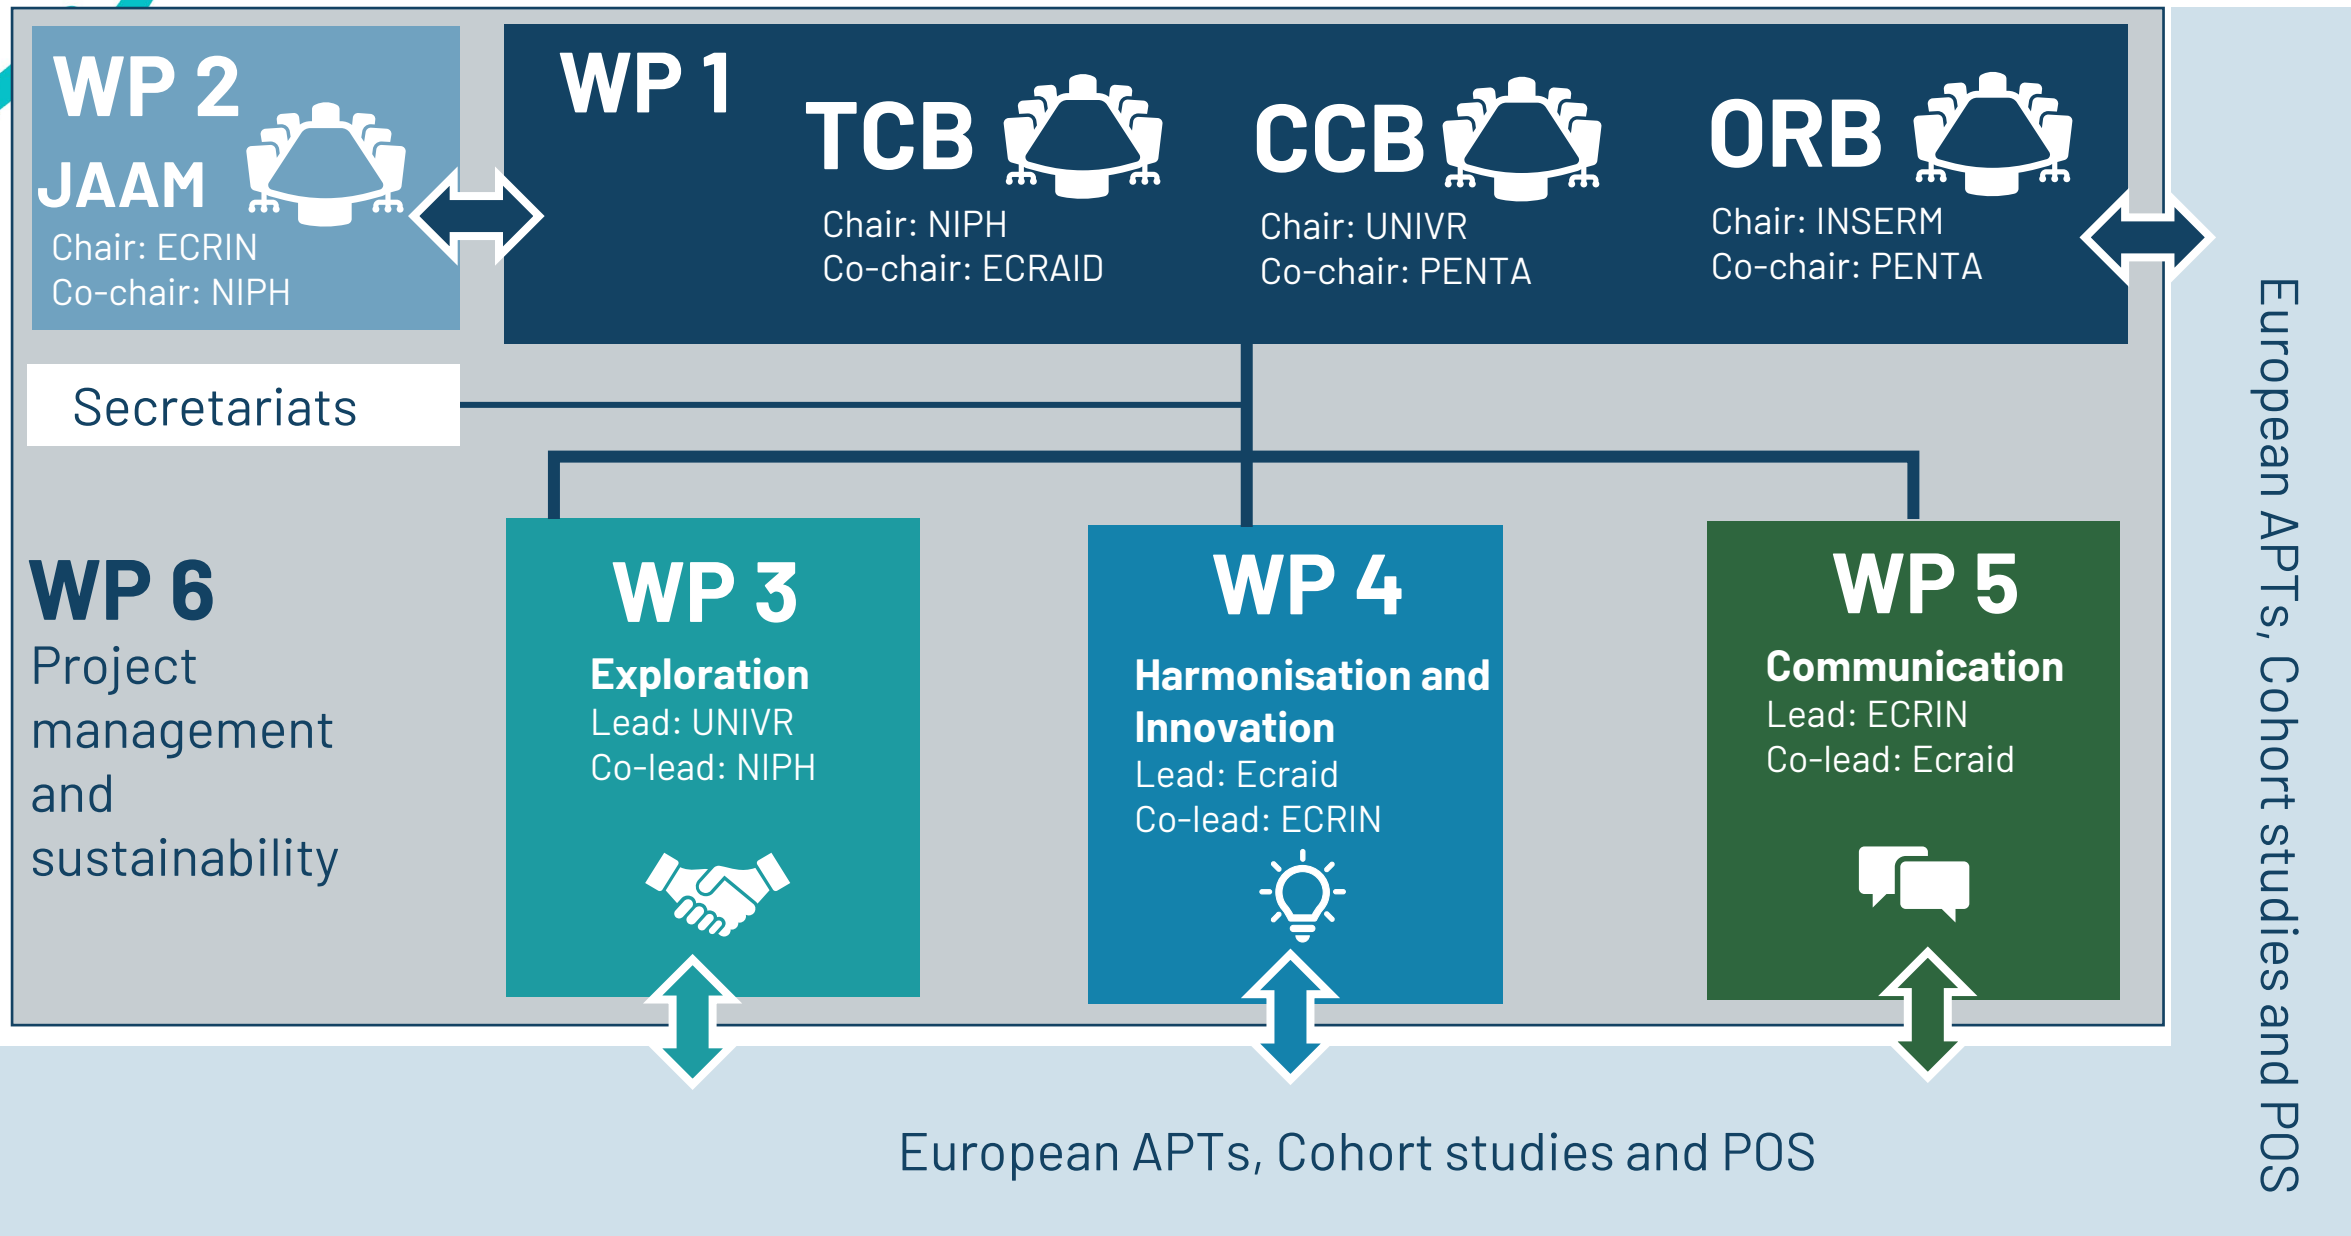 WP 2
JAAM
Chair: ECRIN
Co-chair: NIPH
WP 1
TCB
Chair: NIPH
Co-chair: ECRAID
CCB
Chair: UNIVR
Co-chair: PENTA
ORB
Chair: INSERM
Co-chair: PENTA
Secretariats
WP 6
Project
management
and
sustainability
WP 3
Exploration
Lead: UNIVR
Co-lead: NIPH
WP 4
Harmonisation and
Innovation
Lead: Ecraid
Co-lead: ECRIN
WP 5
Communication
Lead: ECRIN
Co-lead: Ecraid
European APTs, Cohort studies and POS
European APTs, Cohort studies and POS